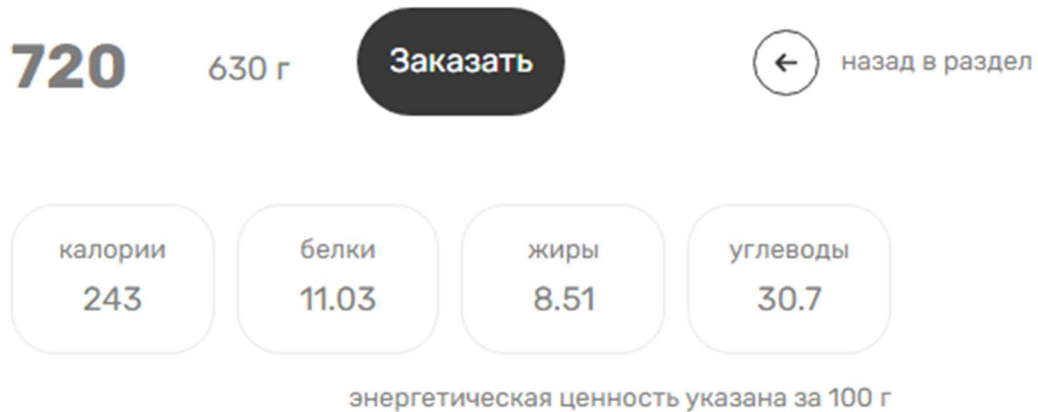 720 630 г Заказать назад в раздел
калории белки жиры углеводы
243 11.03 8.51 30.7
энергетическая ценность указана за 100 г